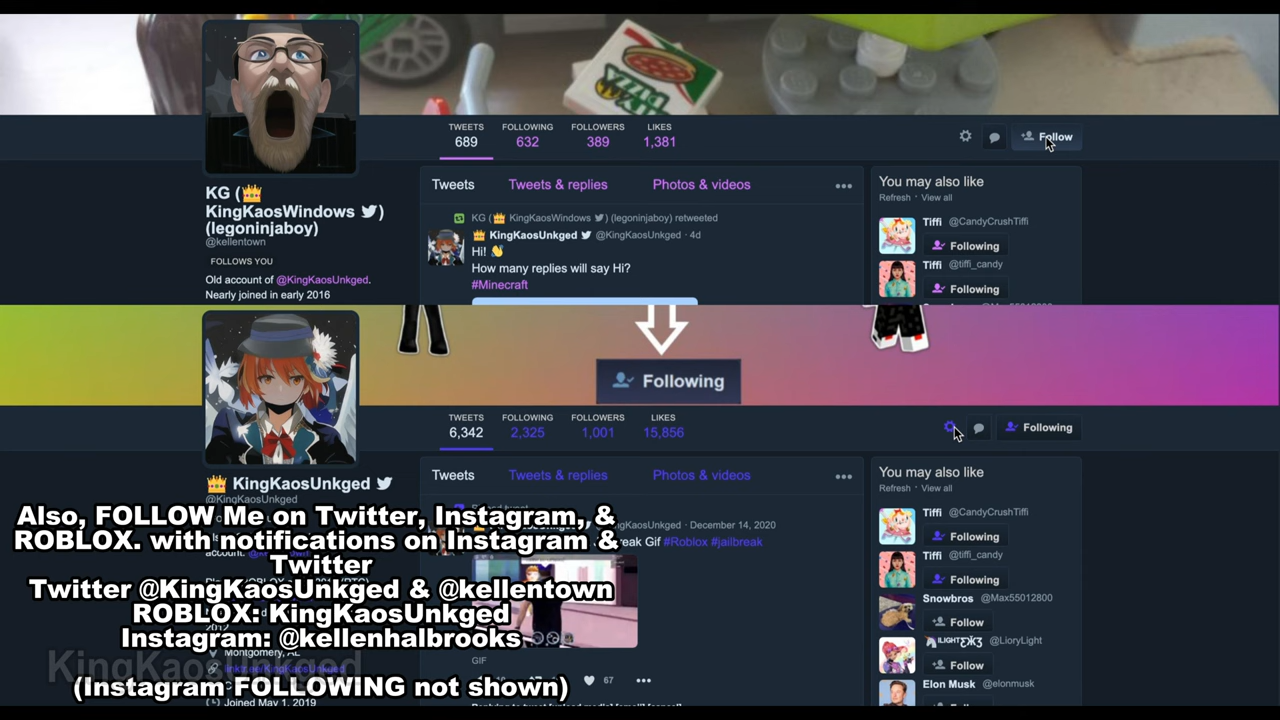 PIZZA
TWEETS FOLLOWING FOLLOWERS LIKES
689 632 389 1,381
Follow
KG (👑
KingKaosWindows
(legoninjaboy)
@kellentown
FOLLOWS YOU
Old account of @KingKaosUnkged.
Nearly joined in early 2016
Tweets Tweets & replies Photos & videos
KG (👑 KingKaosWindows ) (legoninjaboy) retweeted
👑 KingKaosUnkged @KingKaosUnkged · 4d
Hi! 👋
How many replies will say Hi?
#Minecraft
You may also like
Refresh · View all
Tiffi @CandyCrushTiffi
Following
Tiffi @tiffi_candy
Following
Following
TWEETS FOLLOWING FOLLOWERS LIKES
6,342 2,325 1,001 15,856
Following
👑 KingKaosUnkged
@KingKaosUnkged
Tweets Tweets & replies Photos & videos
KingKaosUnkged · December 14, 2020
Gif #Roblox #jailbreak
GIF
67
You may also like
Refresh · View all
Tiffi @CandyCrushTiffi
Following
Tiffi @tiffi_candy
Following
Snowbros @Max55012800
Follow
@LioryLight
Follow
Elon Musk @elonmusk
Also, FOLLOW Me on Twitter, Instagram, &
ROBLOX. with notifications on Instagram &
Twitter
Twitter @KingKaosUnkged & @kellentown
ROBLOX: KingKaosUnkged
Instagram: @kellenhalbrooks
Montgomery, AL
KingKaosUnkged
(Instagram FOLLOWING not shown)
Joined May 1, 2019